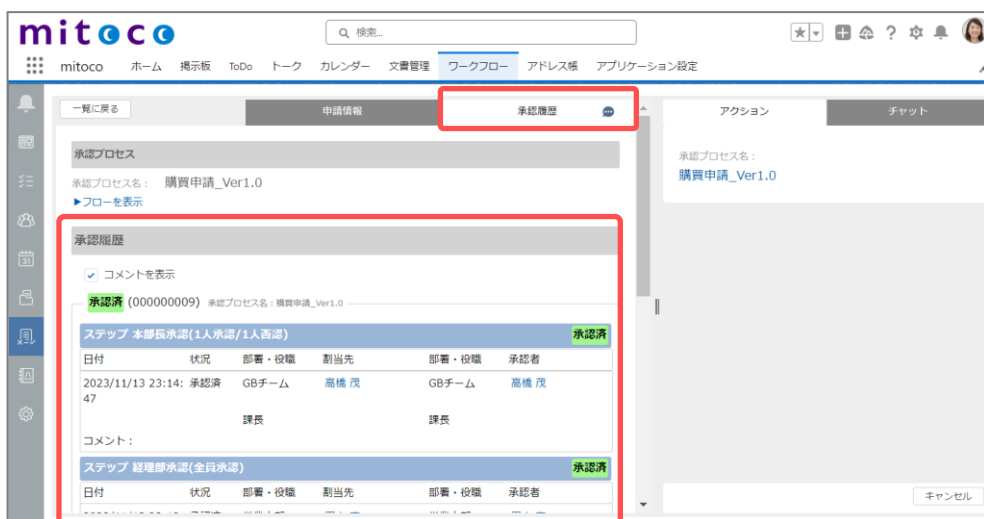 mitoco
検索...
mitoco ホーム 掲示板 ToDo トーク カレンダー 文書管理 ワークフロー アドレス帳 アプリケーション設定
一覧に戻る 申請情報 承認履歴 アクション チャット
承認プロセス
承認プロセス名： 購買申請_Ver1.0
▶フローを表示
承認プロセス名：
購買申請_Ver1.0
承認履歴
コメントを表示
承認済 (000000009) 承認プロセス名：購買申請_Ver1.0
ステップ 本部長承認(1人承認/1人否認) 承認済
日付 状況 部署・役職 割当先 部署・役職 承認者
2023/11/13 23:14: 承認済 GBチーム 高橋 茂 GBチーム 高橋 茂
47
課長 課長
コメント：
ステップ 経理部承認(全員承認) 承認済
日付 状況 部署・役職 割当先 部署・役職 承認者
キャンセル
31